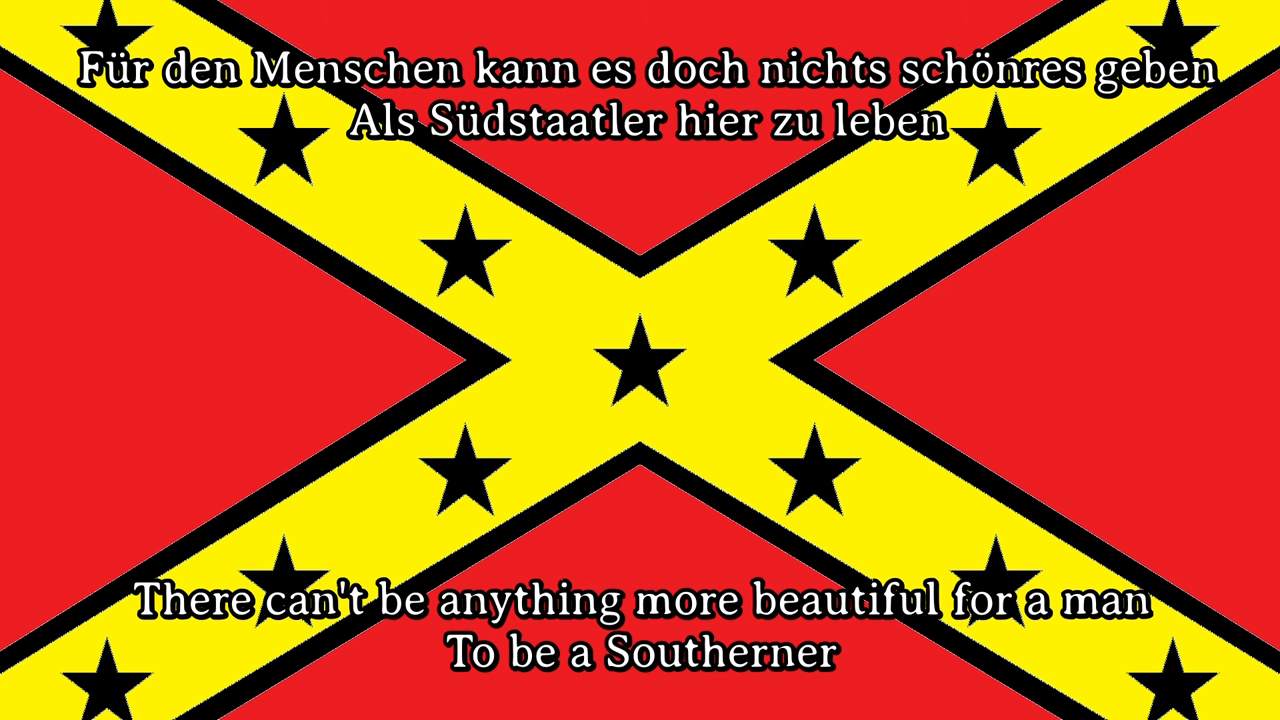 Für den Menschen kann es doch nichts schönres geben
Als Südstaatler hier zu leben
There can't be anything more beautiful for a man
To be a Southerner